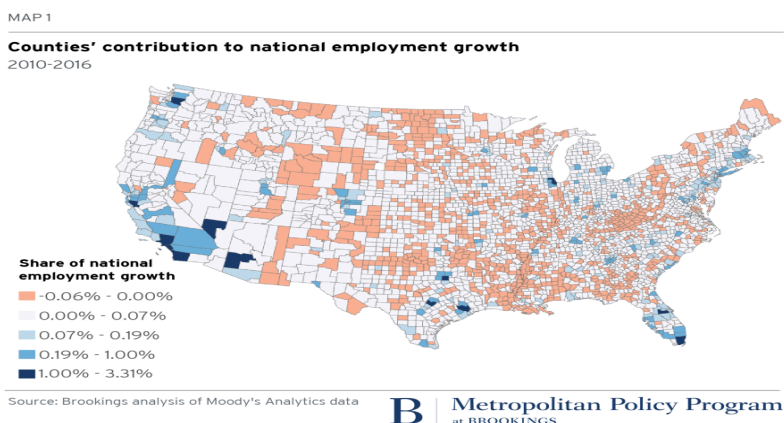 MAP 1
Counties' contribution to national employment growth
2010-2016
Share of national
employment growth
-0.06% - 0.00%
0.00% - 0.07%
0.07% - 0.19%
0.19% - 1.00%
1.00% - 3.31%
Source: Brookings analysis of Moody's Analytics data
B
Metropolitan Policy Program
at BROOKINGS